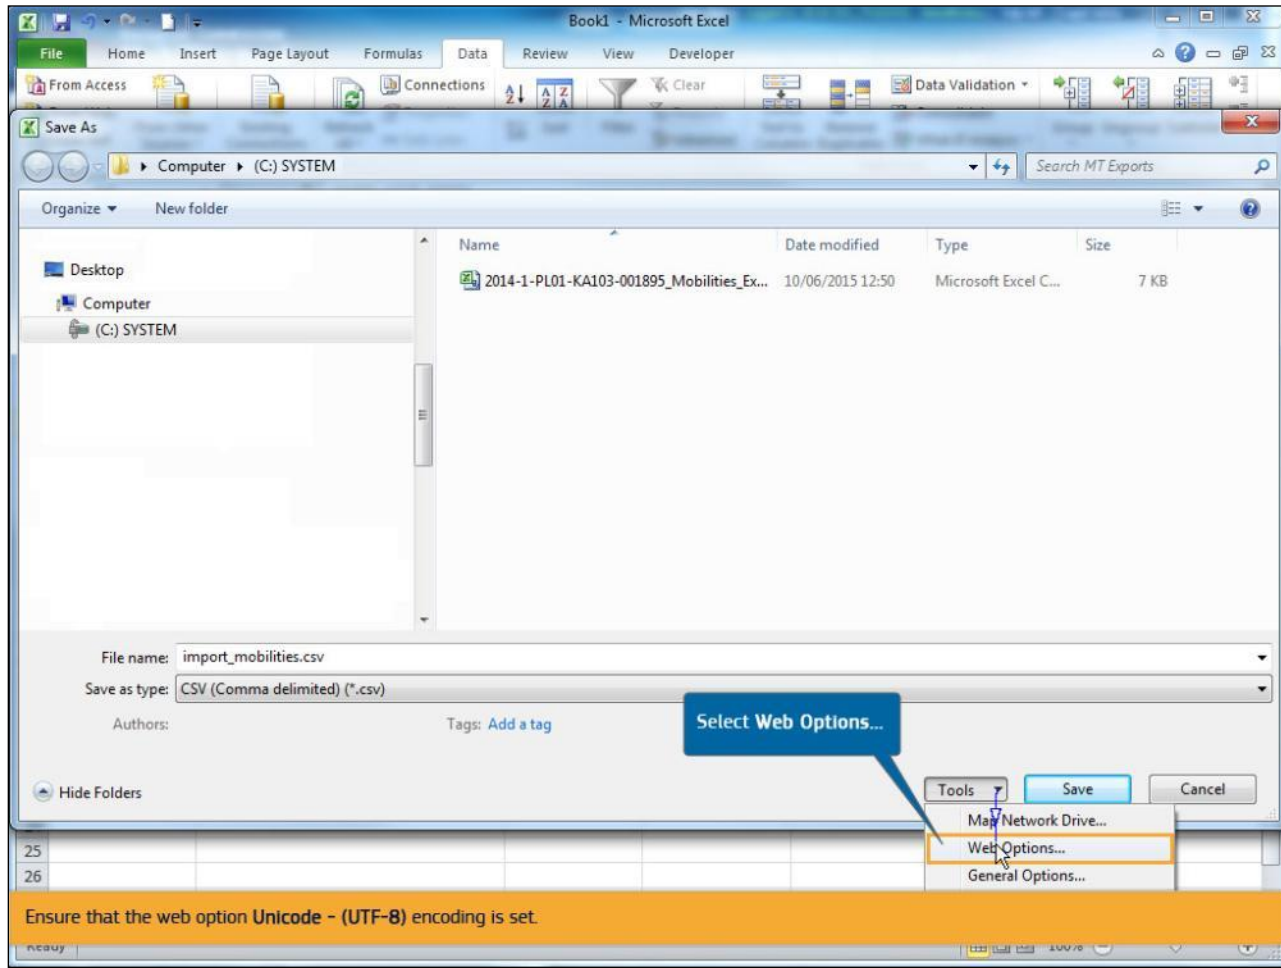 Book1 - Microsoft Excel
File Home Insert Page Layout Formulas Data Review View Developer
From Access Connections Clear Data Validation
Save As
Computer (C:) SYSTEM Search MT Exports
Organize New folder
Name Date modified Type Size
Desktop
2014-1-PL01-KA103-001895_Mobilities_Ex... 10/06/2015 12:50 Microsoft Excel C... 7 KB
Computer
(C:) SYSTEM
File name: import_mobilities.csv
Save as type: CSV (Comma delimited) (*.csv)
Authors: Tags: Add a tag
Select Web Options...
Hide Folders Tools Save Cancel
Map Network Drive...
25 Web Options...
26 General Options...
Ensure that the web option Unicode - (UTF-8) encoding is set.
Ready 100%